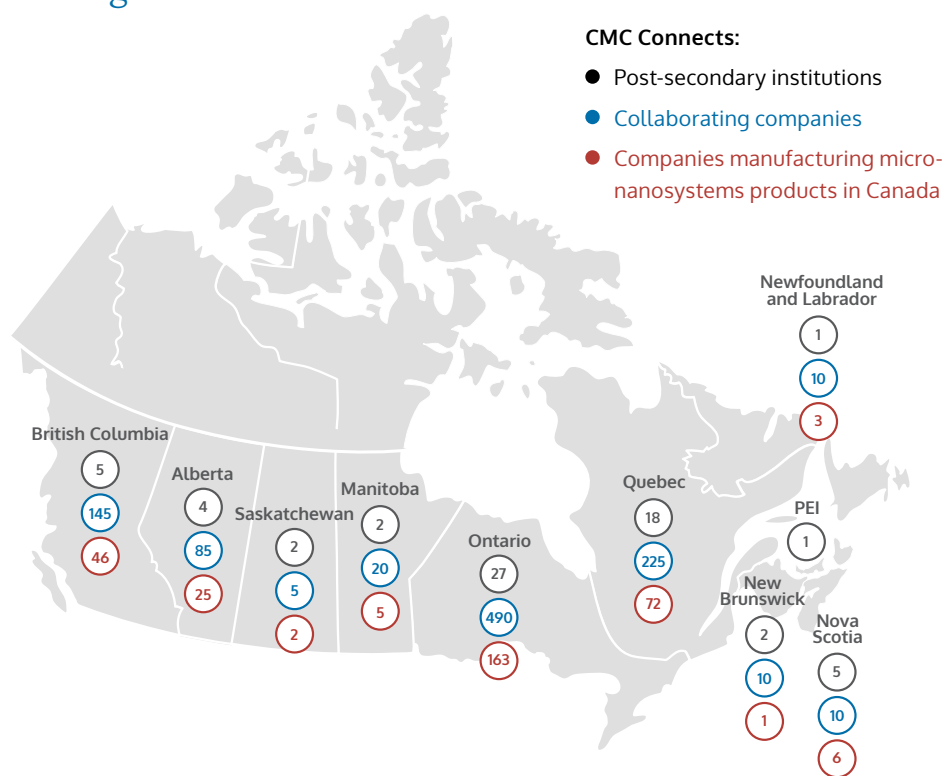 g
CMC Connects:
Post-secondary institutions
Collaborating companies
Companies manufacturing micro-
nanosystems products in Canada
Newfoundland
and Labrador
1
10
3
British Columbia
5
145
46
Alberta
4
85
25
Saskatchewan
2
5
2
Manitoba
2
20
5
Ontario
27
490
163
Quebec
18
225
72
PEI
1
New
Brunswick
2
10
1
Nova
Scotia
5
10
6